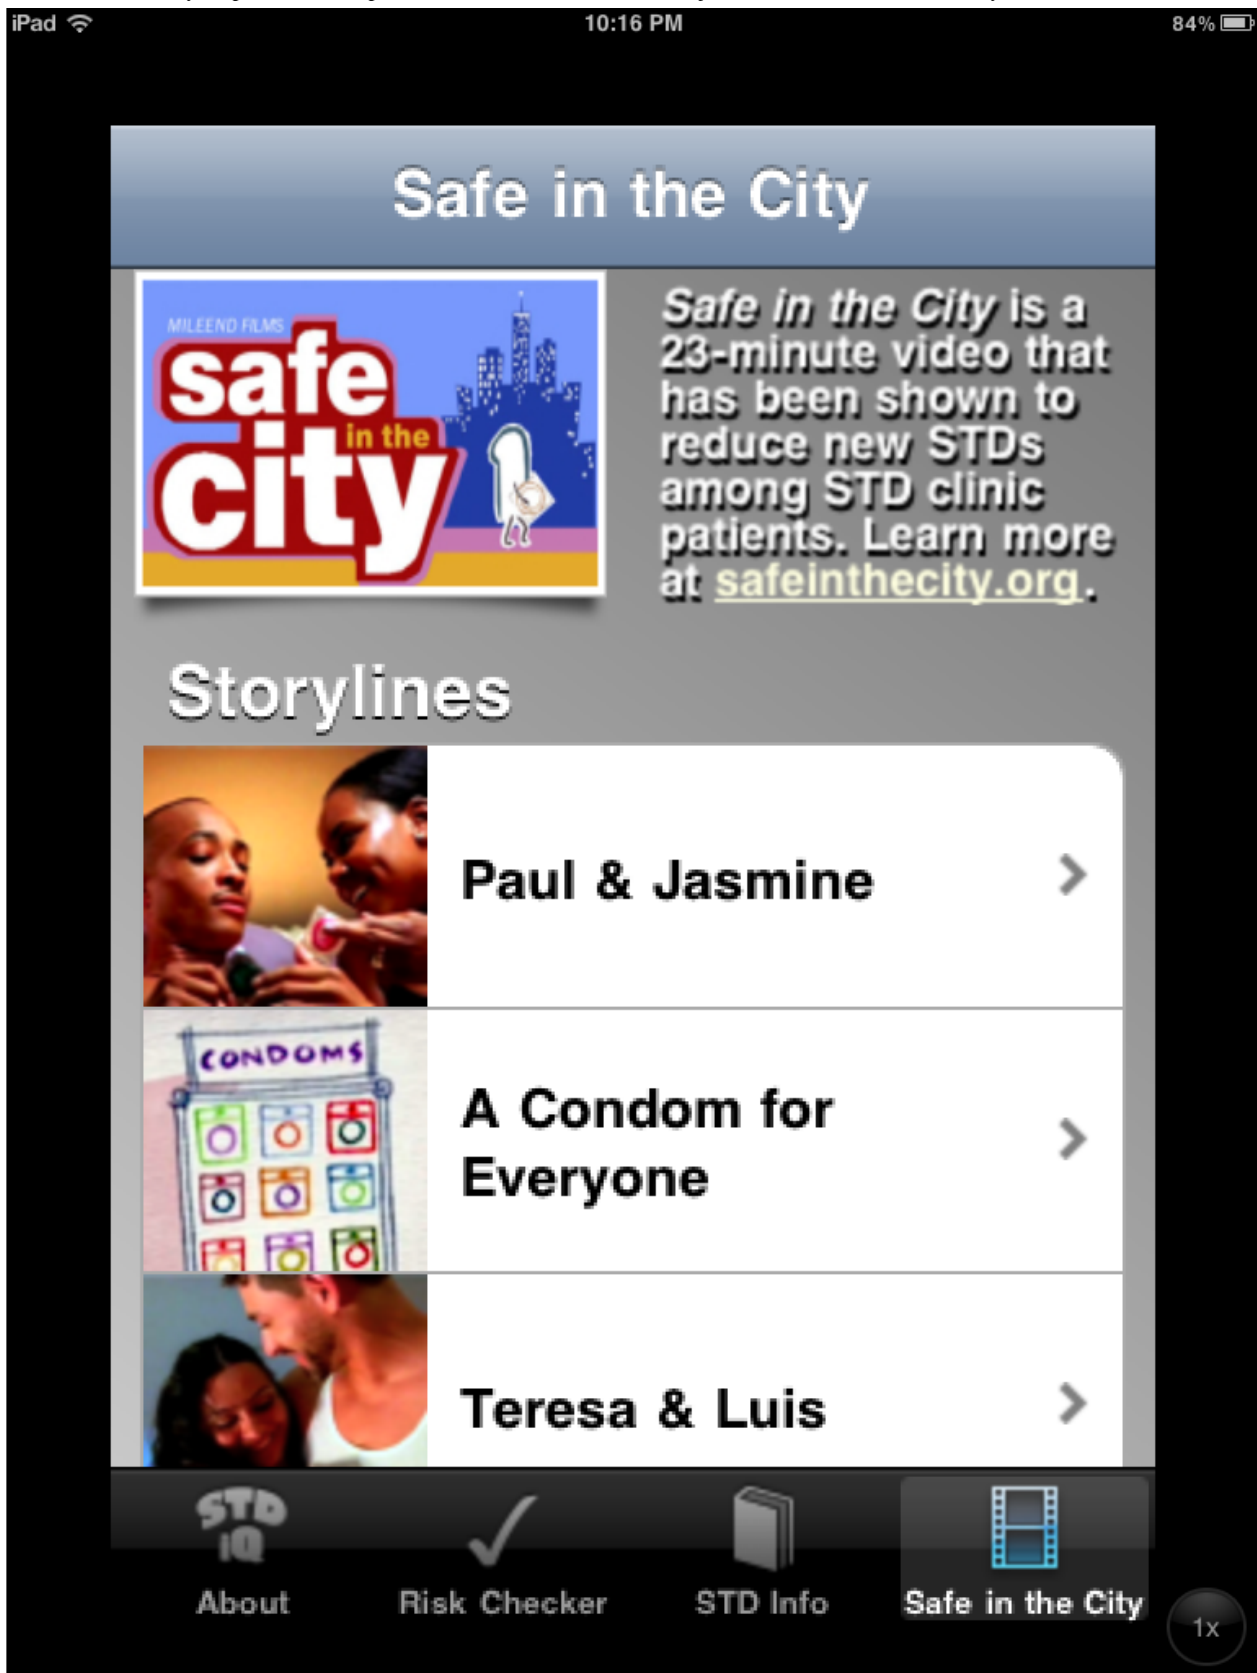 iPad
10:16 PM
84%
Safe in the City
MILEEND FILMS
safe
in the
city
Safe in the City is a
23-minute video that
has been shown to
reduce new STDs
among STD clinic
patients. Learn more
at safeinthecity.org.
Storylines
Paul & Jasmine
CONDOMS
A Condom for
Everyone
Teresa & Luis
STD
iQ
About
Risk Checker
STD Info
Safe in the City
1x